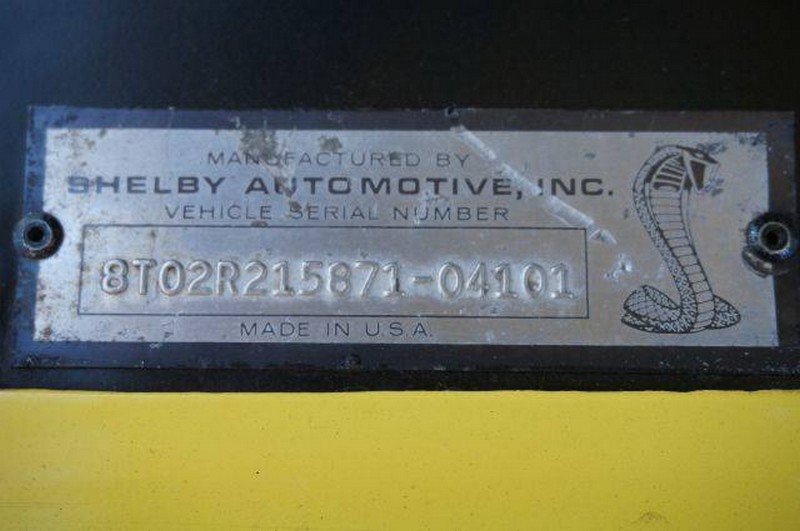 MANUFACTURED BY
SHELBY AUTOMOTIVE, INC.
VEHICLE SERIAL NUMBER
8T02R215871-04101
MADE IN U.S.A.